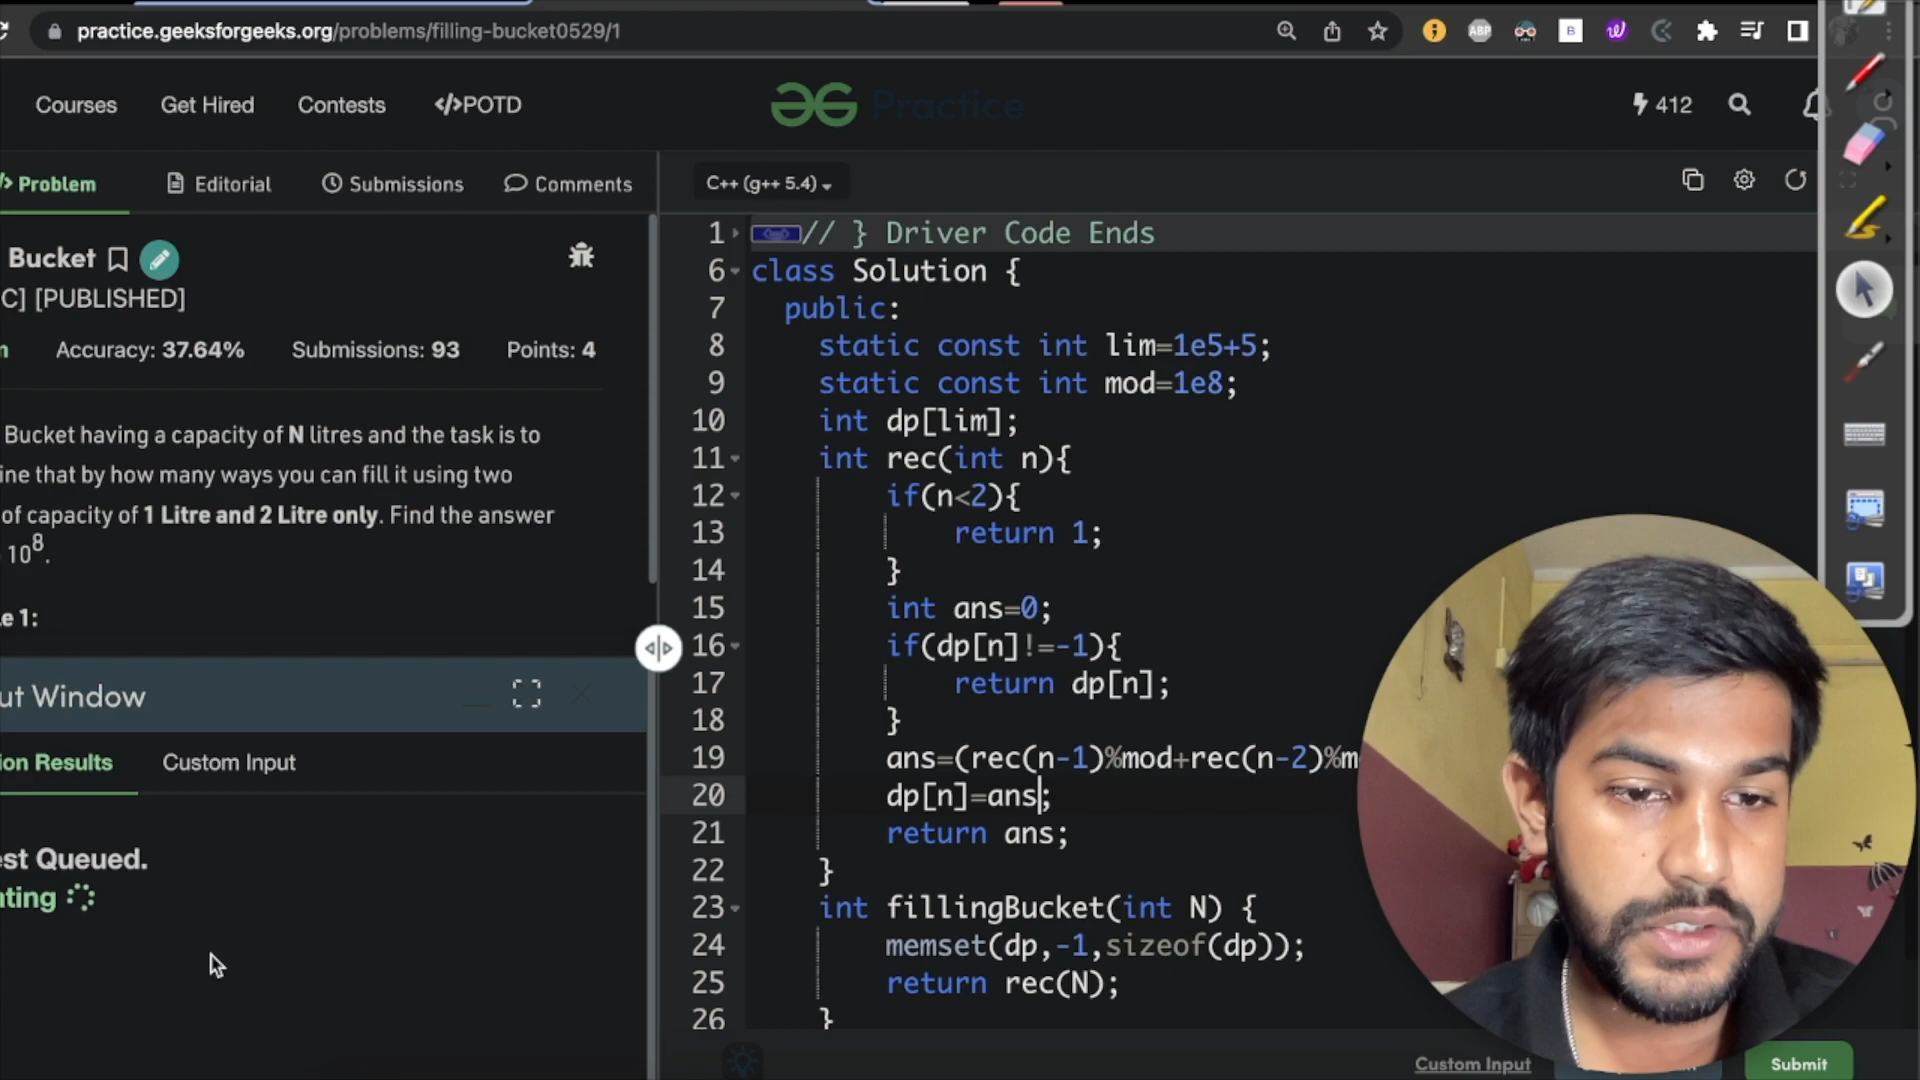 practice.geeksforgeeks.org/problems/filling-bucket0529/1
Courses
Get Hired
Contests
</>POTD
Practice
412
Problem
Editorial
Submissions
Comments
C++ (g++ 5.4)
Bucket
C] [PUBLISHED]
Accuracy: 37.64%
Submissions: 93
Points: 4
Bucket having a capacity of N litres and the task is to
ine that by how many ways you can fill it using two
of capacity of 1 Litre and 2 Litre only. Find the answer
10^8.
le 1:
ut Window
ion Results
Custom Input
est Queued.
ting
1 // } Driver Code Ends
6 class Solution {
7 public:
8 static const int lim=1e5+5;
9 static const int mod=1e8;
10 int dp[lim];
11 int rec(int n){
12 if(n<2){
13 return 1;
14 }
15 int ans=0;
16 if(dp[n]!=-1){
17 return dp[n];
18 }
19 ans=(rec(n-1)%mod+rec(n-2)%m
20 dp[n]=ans;
21 return ans;
22 }
23 int fillingBucket(int N) {
24 memset(dp,-1,sizeof(dp));
25 return rec(N);
26 }
Custom Input
Submit
ABP
B